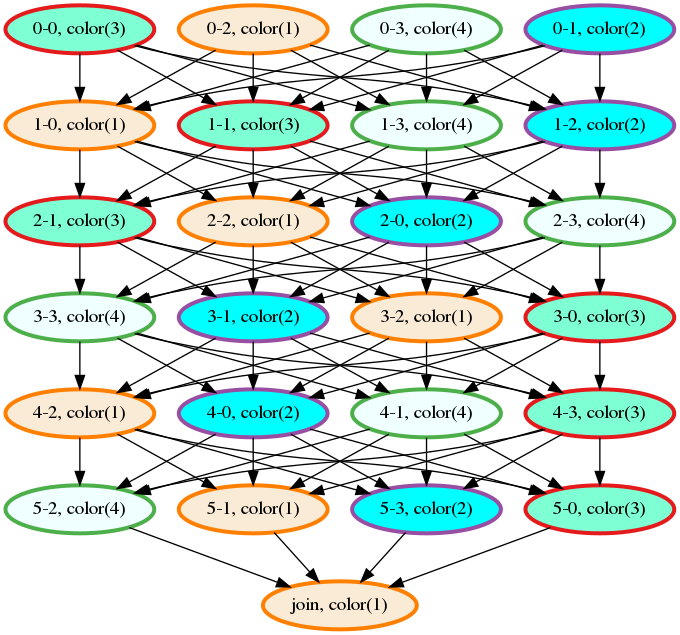 0-0, color(3)
0-2, color(1)
0-3, color(4)
0-1, color(2)
1-0, color(1)
1-1, color(3)
1-3, color(4)
1-2, color(2)
2-1, color(3)
2-2, color(1)
2-0, color(2)
2-3, color(4)
3-3, color(4)
3-1, color(2)
3-2, color(1)
3-0, color(3)
4-2, color(1)
4-0, color(2)
4-1, color(4)
4-3, color(3)
5-2, color(4)
5-1, color(1)
5-3, color(2)
5-0, color(3)
join, color(1)